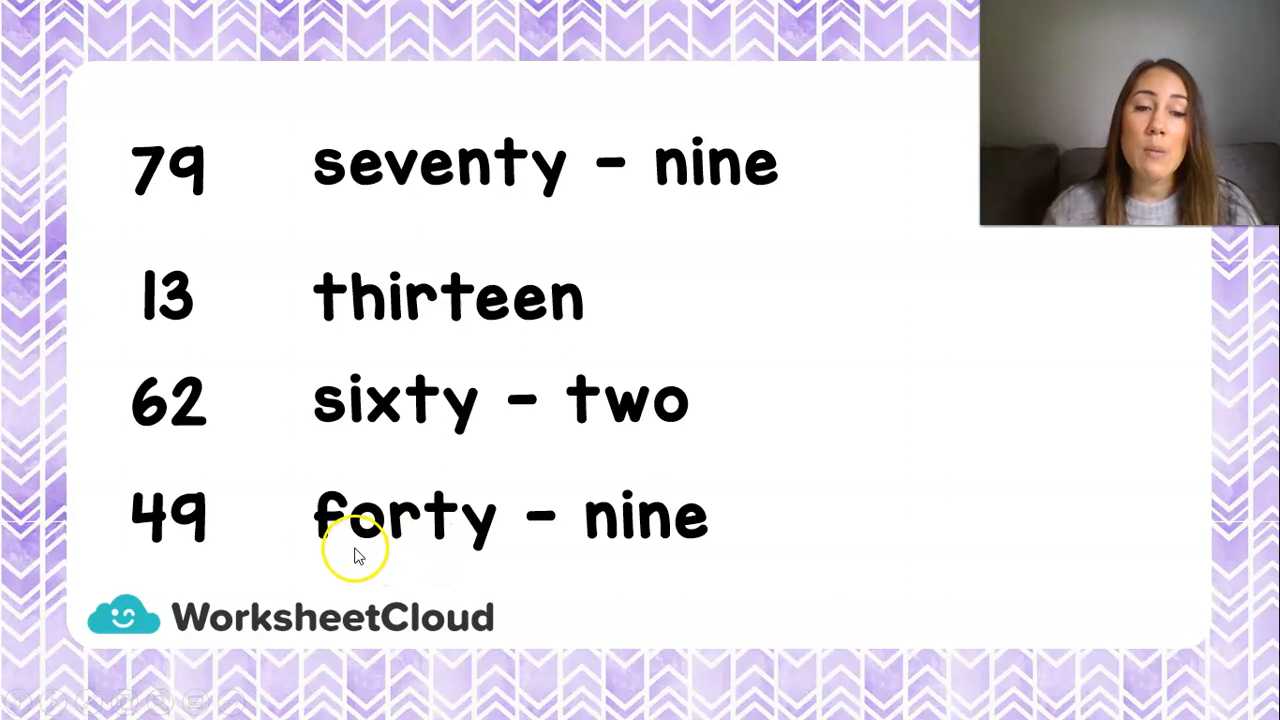 79 seventy - nine
13 thirteen
62 sixty - two
49 forty - nine
WorksheetCloud